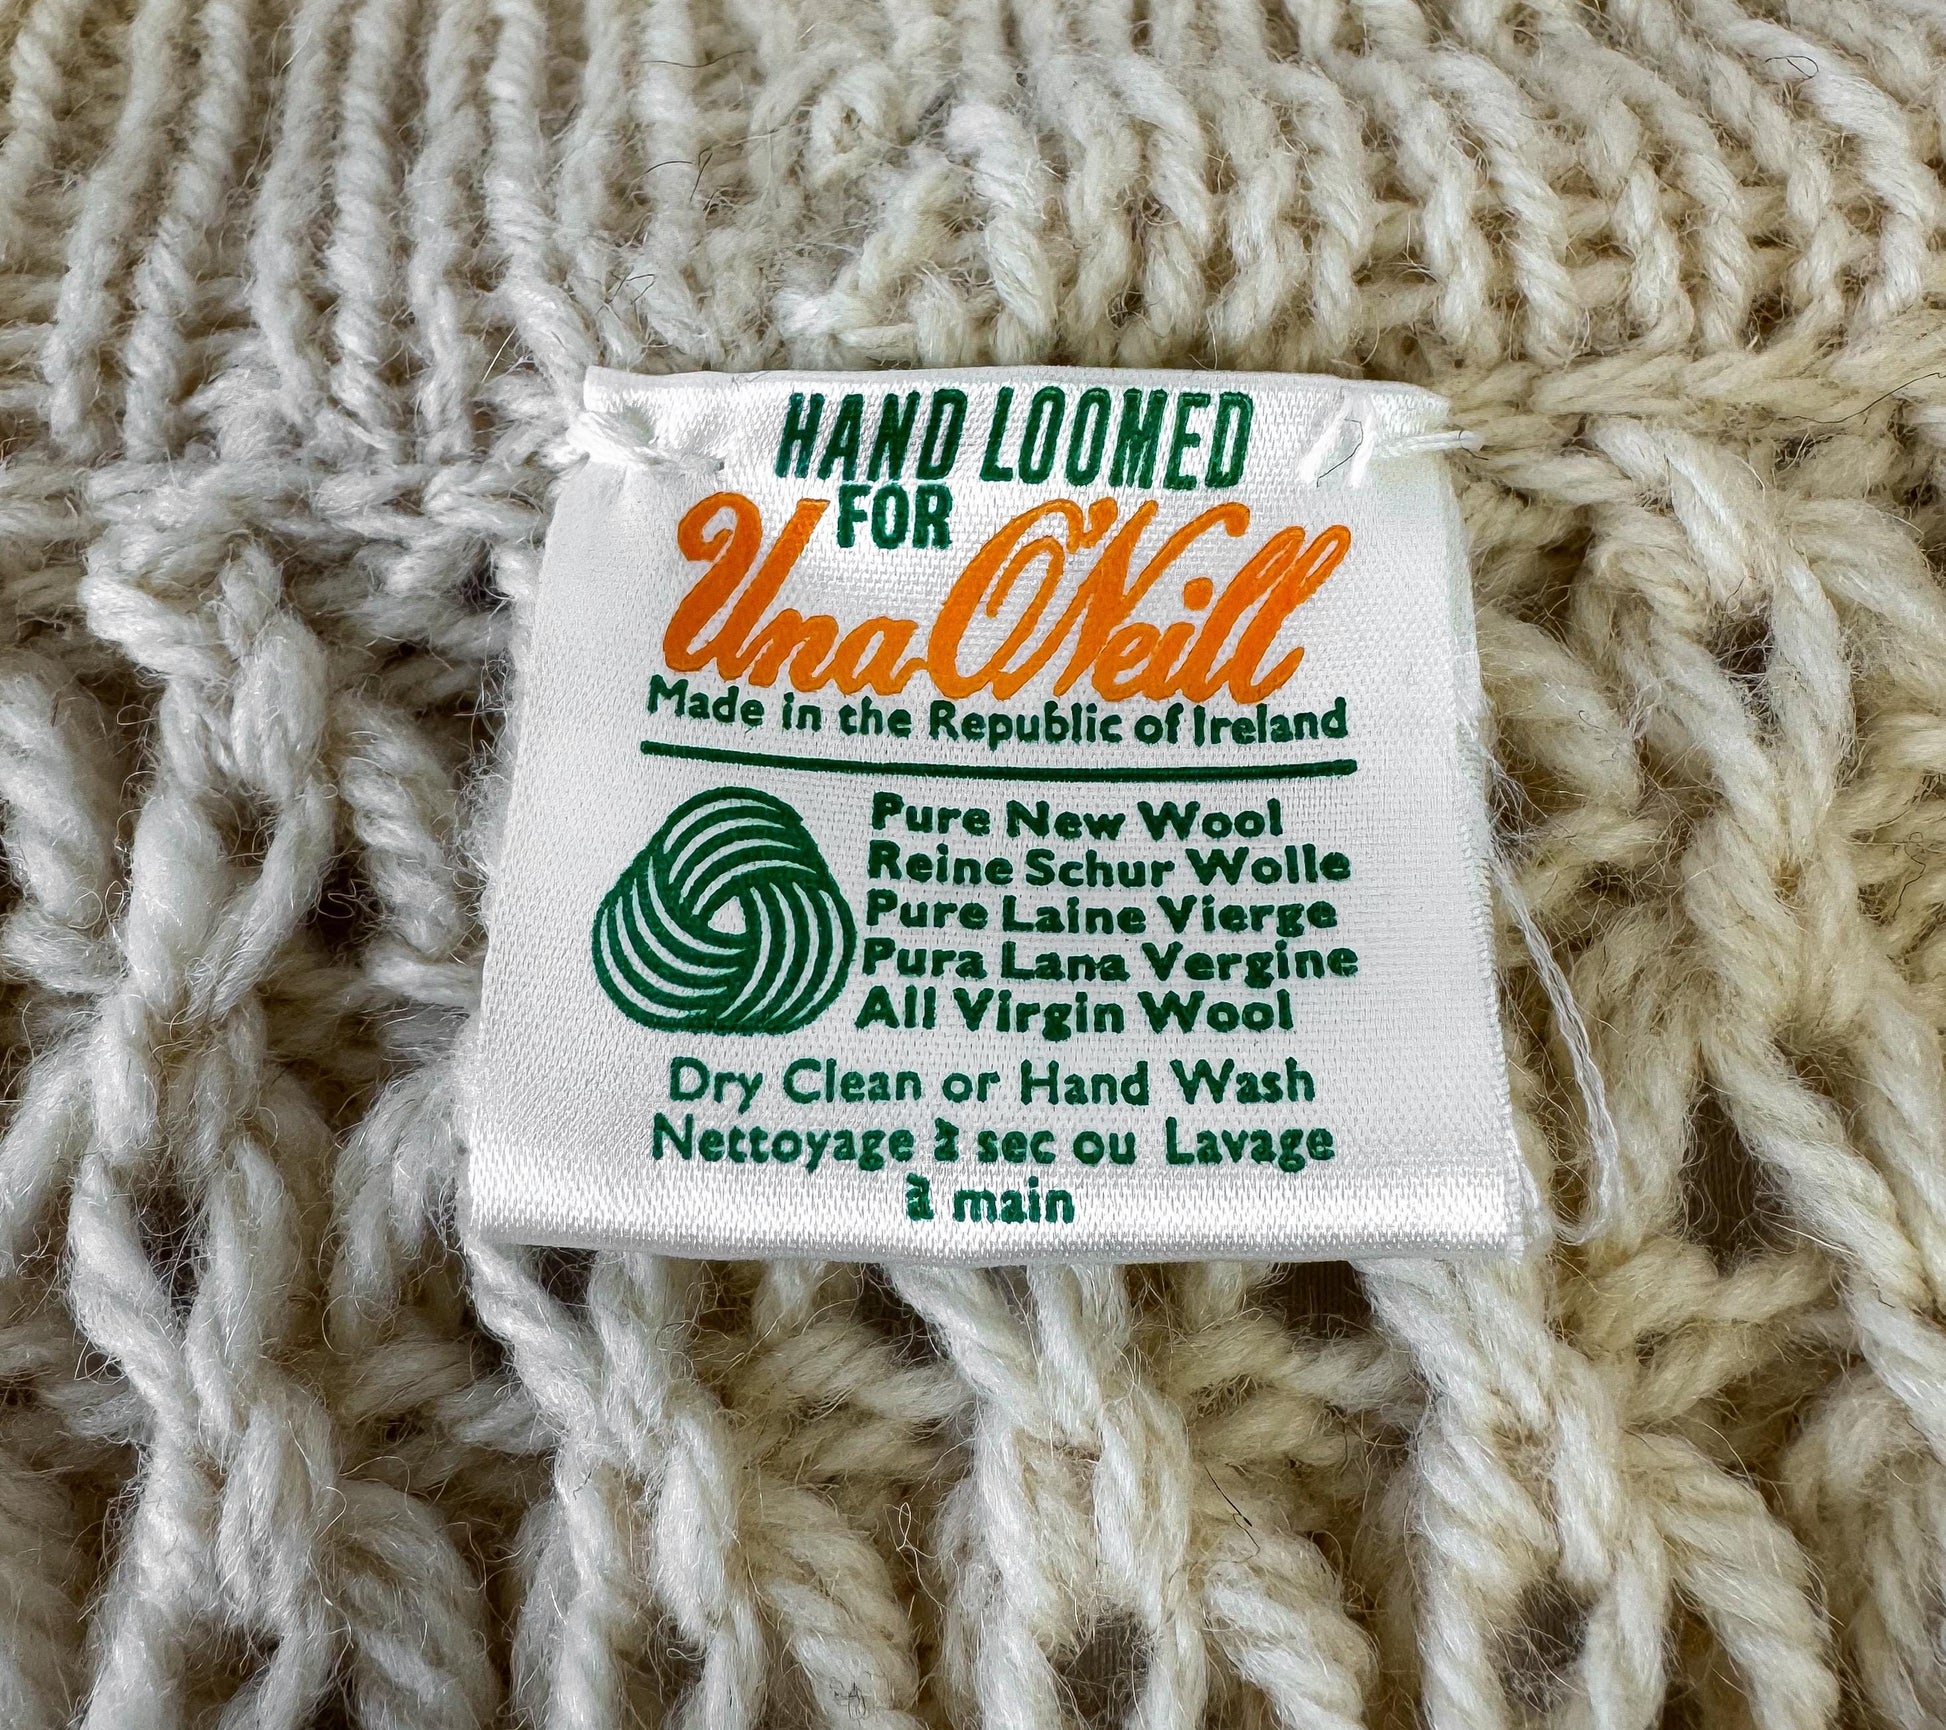 HAND LOOMED
FOR
Una O'Neill
Made in the Republic of Ireland
Pure New Wool
Reine Schur Wolle
Pure Laine Vierge
Pura Lana Vergine
All Virgin Wool
Dry Clean or Hand Wash
Nettoyage à sec ou Lavage
à main